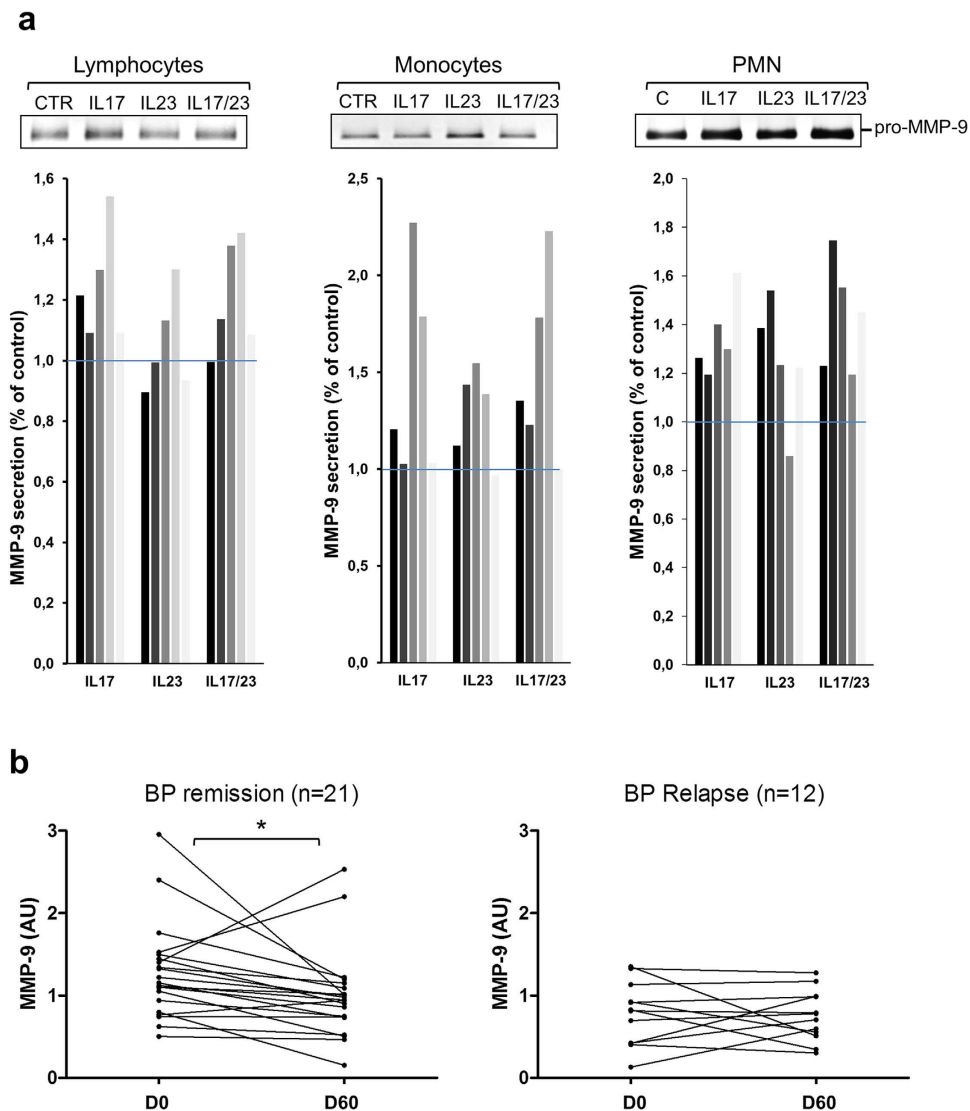 a
Lymphocytes
CTR IL17 IL23 IL17/23
Monocytes
CTR IL17 IL23 IL17/23
PMN
C IL17 IL23 IL17/23
pro-MMP-9
MMP-9 secretion (% of control)
1,6
1,4
1,2
1,0
0,8
0,6
0,4
0,2
0,0
IL17 IL23 IL17/23
MMP-9 secretion (% of control)
2,5
2,0
1,5
1,0
0,5
0,0
IL17 IL23 IL17/23
MMP-9 secretion (% of control)
2,0
1,8
1,6
1,4
1,2
1,0
0,8
0,6
0,4
0,2
0,0
IL17 IL23 IL17/23
b
BP remission (n=21)
*
MMP-9 (AU)
3
2
1
0
D0 D60
BP Relapse (n=12)
MMP-9 (AU)
3
2
1
0
D0 D60